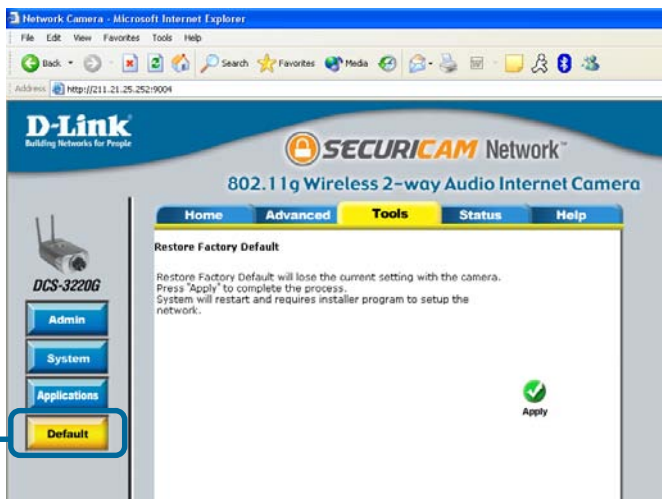 Network Camera - Microsoft Internet Explorer
File Edit View Favorites Tools Help
Back Search Favorites Media
Address http://211.21.25.252:9004
D-Link
Building Networks for People
SECURICAM Network™
802.11g Wireless 2-way Audio Internet Camera
Home Advanced Tools Status Help
Restore Factory Default
Restore Factory Default will lose the current setting with the camera.
Press "Apply" to complete the process.
System will restart and requires installer program to setup the
network.
DCS-3220G
Admin
System
Applications
Default
Apply